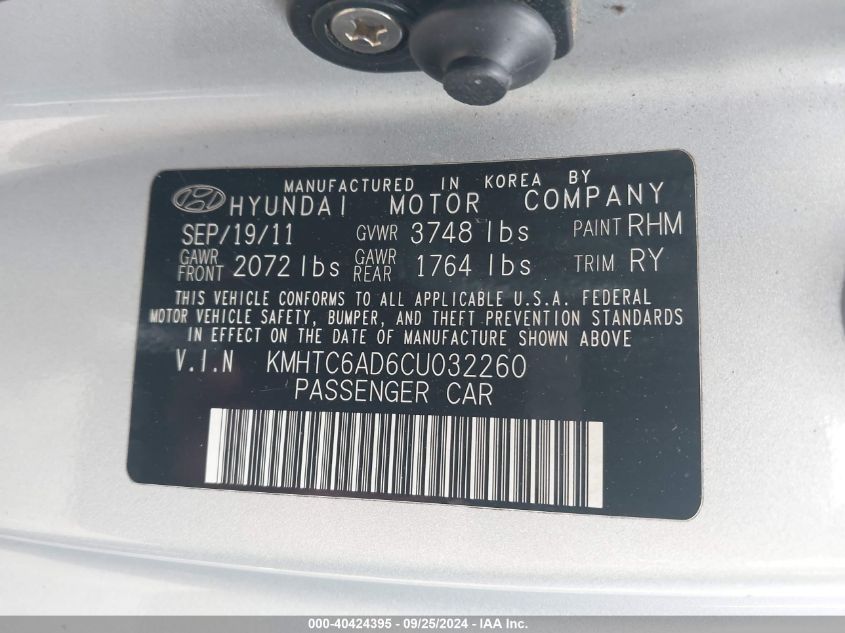 MANUFACTURED IN KOREA BY
HYUNDAI MOTOR COMPANY
SEP/19/11 GVWR 3748 lbs PAINT RHM
GAWR FRONT 2072 lbs GAWR REAR 1764 lbs TRIM RY
THIS VEHICLE CONFORMS TO ALL APPLICABLE U.S.A. FEDERAL
MOTOR VEHICLE SAFETY, BUMPER, AND THEFT PREVENTION STANDARDS
IN EFFECT ON THE DATE OF MANUFACTURE SHOWN ABOVE
V.I.N KMHTC6AD6CU032260
PASSENGER CAR
000-40424395 - 09/25/2024 - IAA Inc.